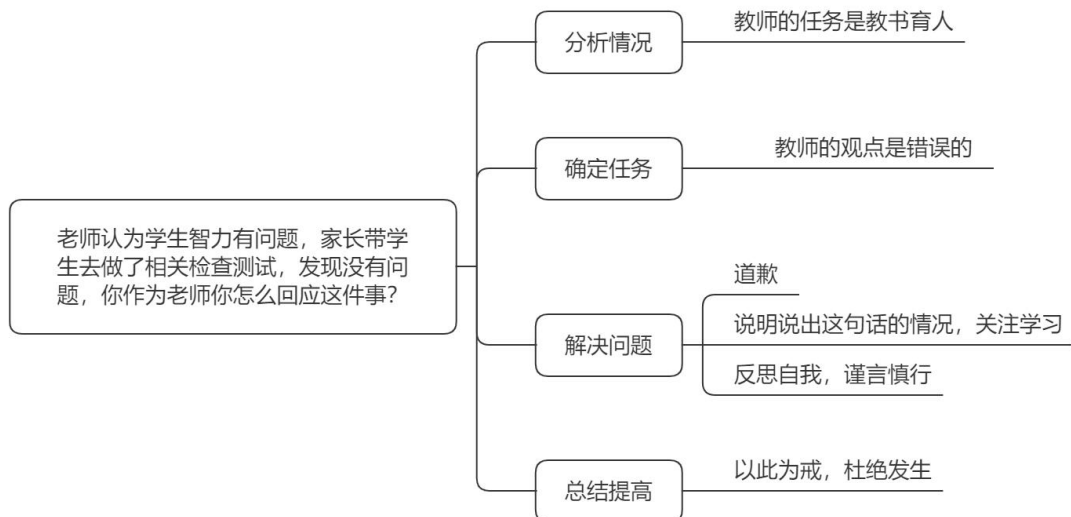 老师认为学生智力有问题，家长带学
生去做了相关检查测试，发现没有问
题，你作为老师你怎么回应这件事？
分析情况
教师的任务是教书育人
确定任务
教师的观点是错误的
解决问题
道歉
说明说出这句话的情况，关注学习
反思自我，谨言慎行
总结提高
以此为戒，杜绝发生